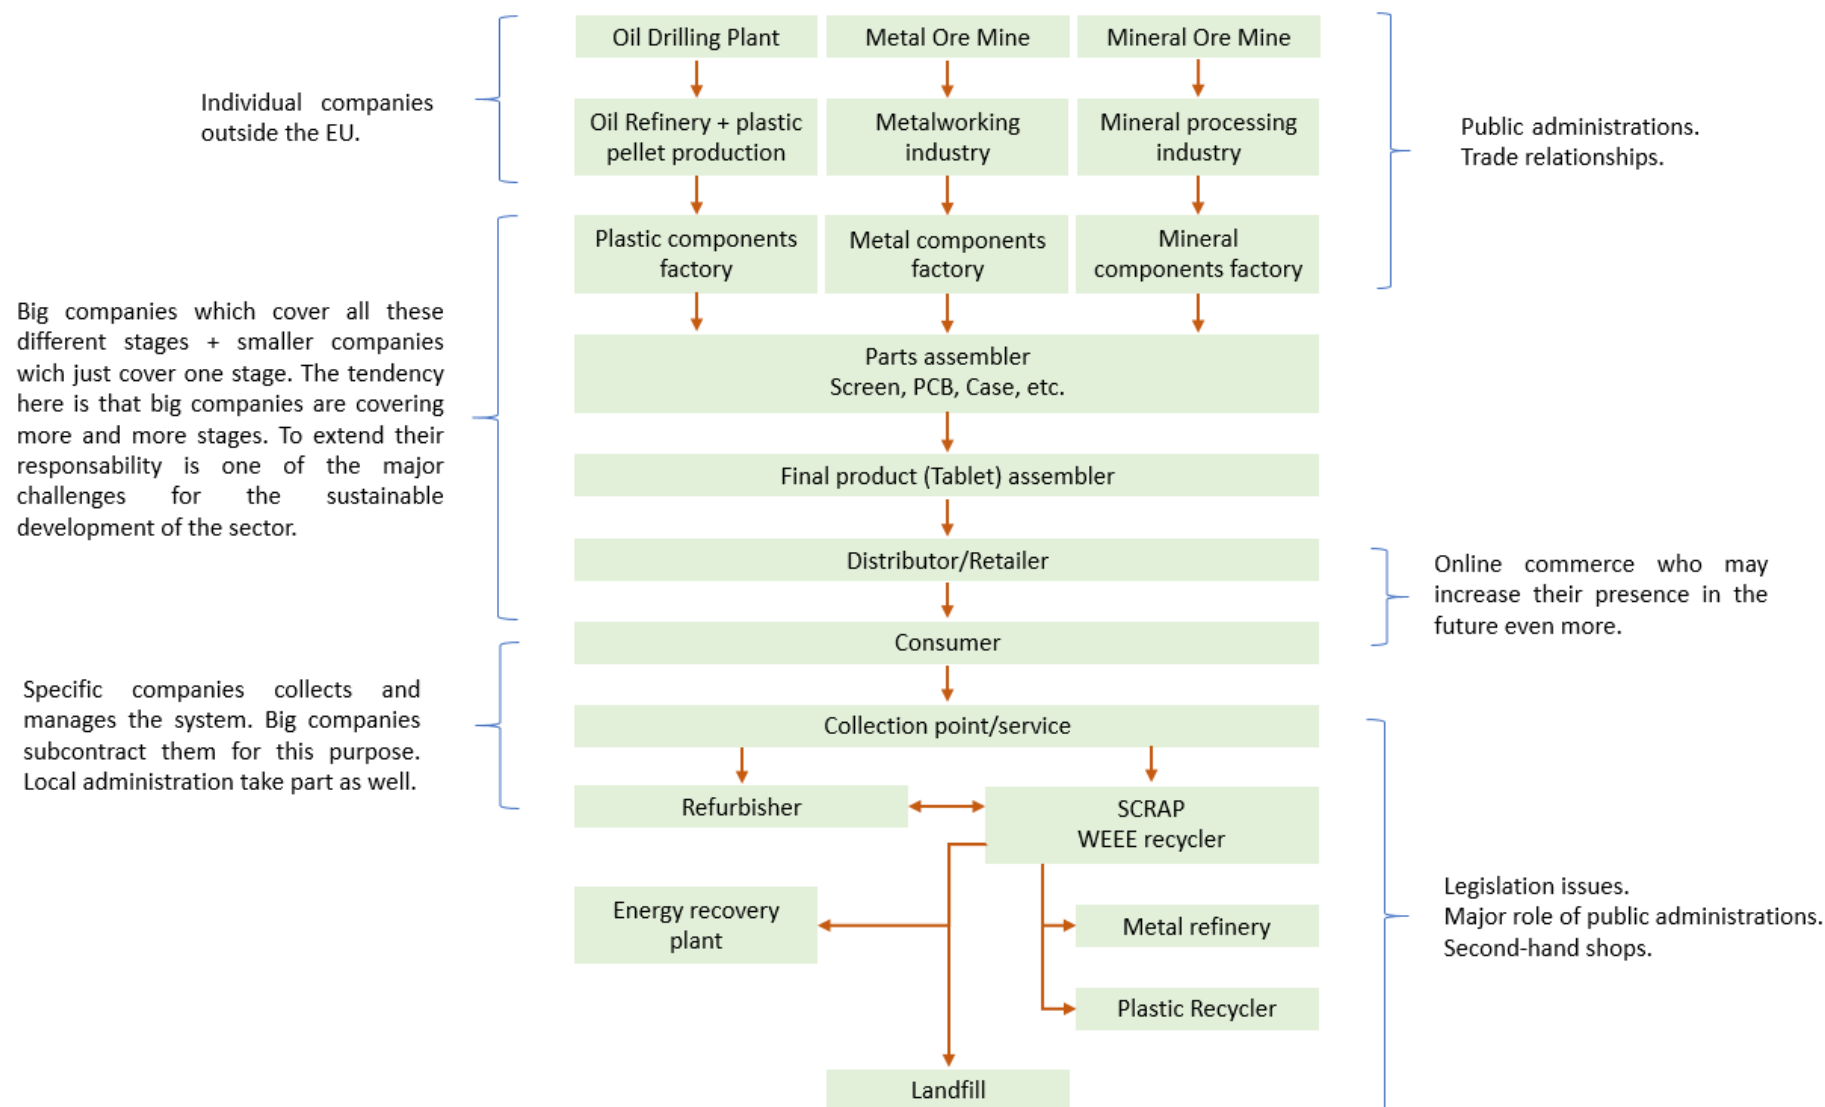 Oil Drilling Plant
Metal Ore Mine
Mineral Ore Mine
Individual companies
outside the EU.
Oil Refinery + plastic
pellet production
Metalworking
industry
Mineral processing
industry
Public administrations.
Trade relationships.
Plastic components
factory
Metal components
factory
Mineral
components factory
Big companies which cover all these
different stages + smaller companies
wich just cover one stage. The tendency
here is that big companies are covering
more and more stages. To extend their
responsability is one of the major
challenges for the sustainable
development of the sector.
Parts assembler
Screen, PCB, Case, etc.
Final product (Tablet) assembler
Distributor/Retailer
Online commerce who may
increase their presence in the
future even more.
Consumer
Specific companies collects and
manages the system. Big companies
subcontract them for this purpose.
Local administration take part as well.
Collection point/service
Refurbisher
SCRAP
WEEE recycler
Energy recovery
plant
Metal refinery
Legislation issues.
Major role of public administrations.
Second-hand shops.
Plastic Recycler
Landfill